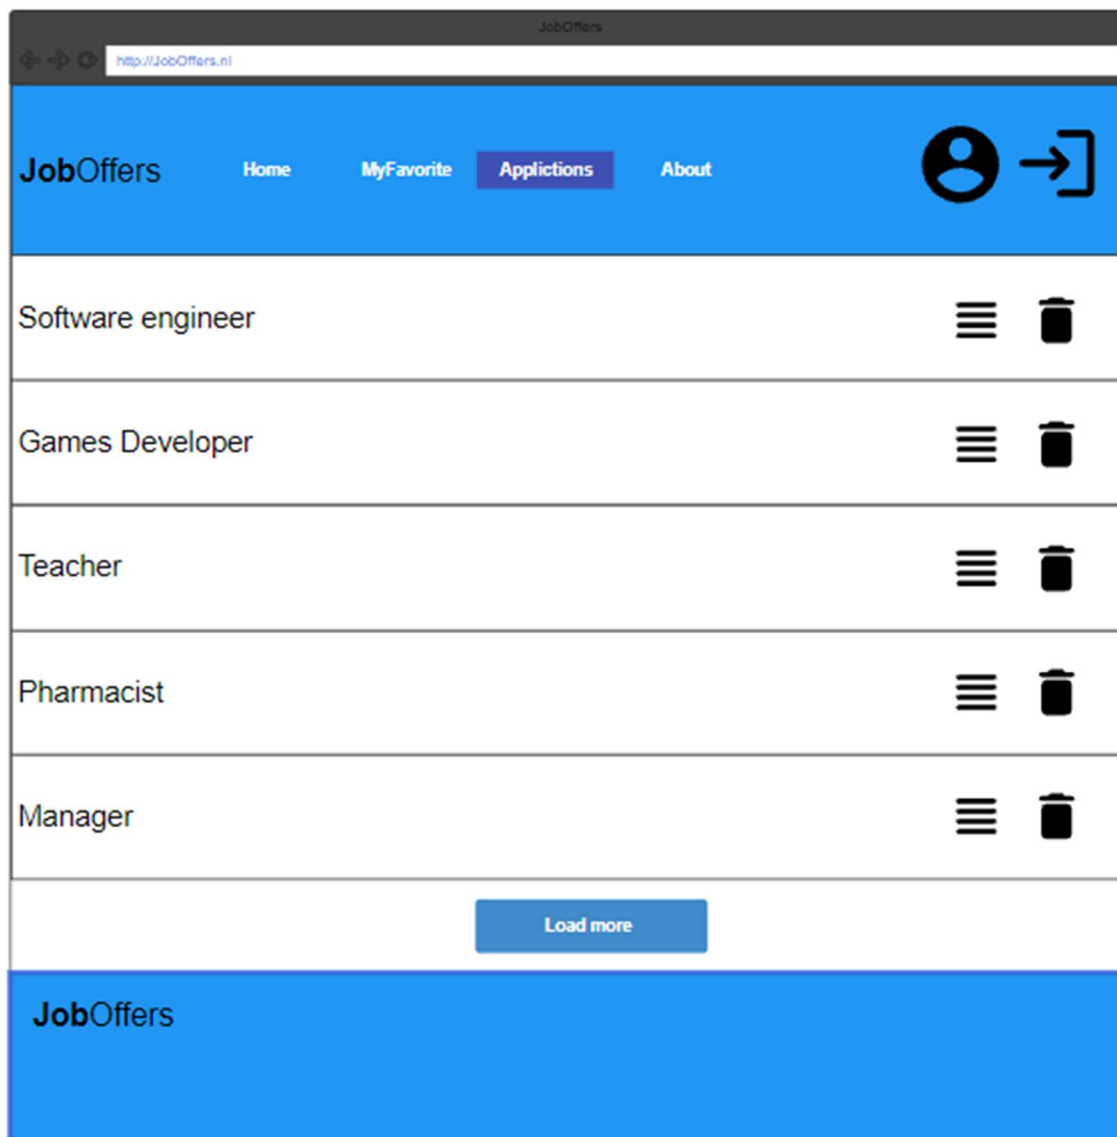 JobOffers
http://JobOffers.nl
JobOffers Home MyFavorite Applictions About
Software engineer
Games Developer
Teacher
Pharmacist
Manager
Load more
JobOffers